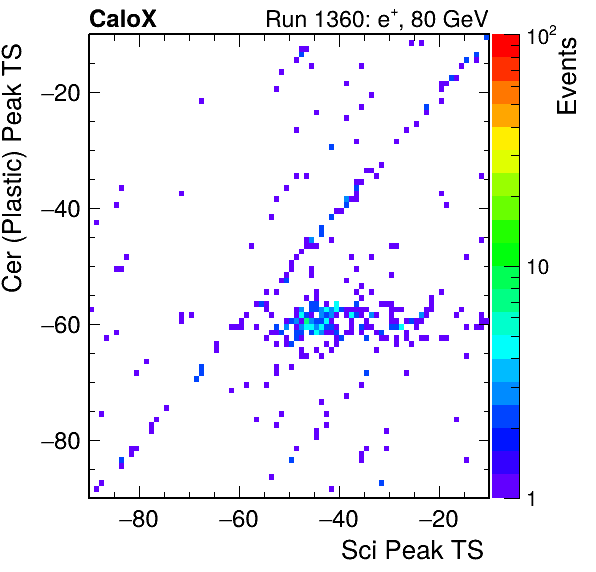 CaloX
Run 1360: e⁺, 80 GeV
Cer (Plastic) Peak TS
−20
−40
−60
−80
−80
−60
−40
−20
Sci Peak TS
10²
10
1
Events